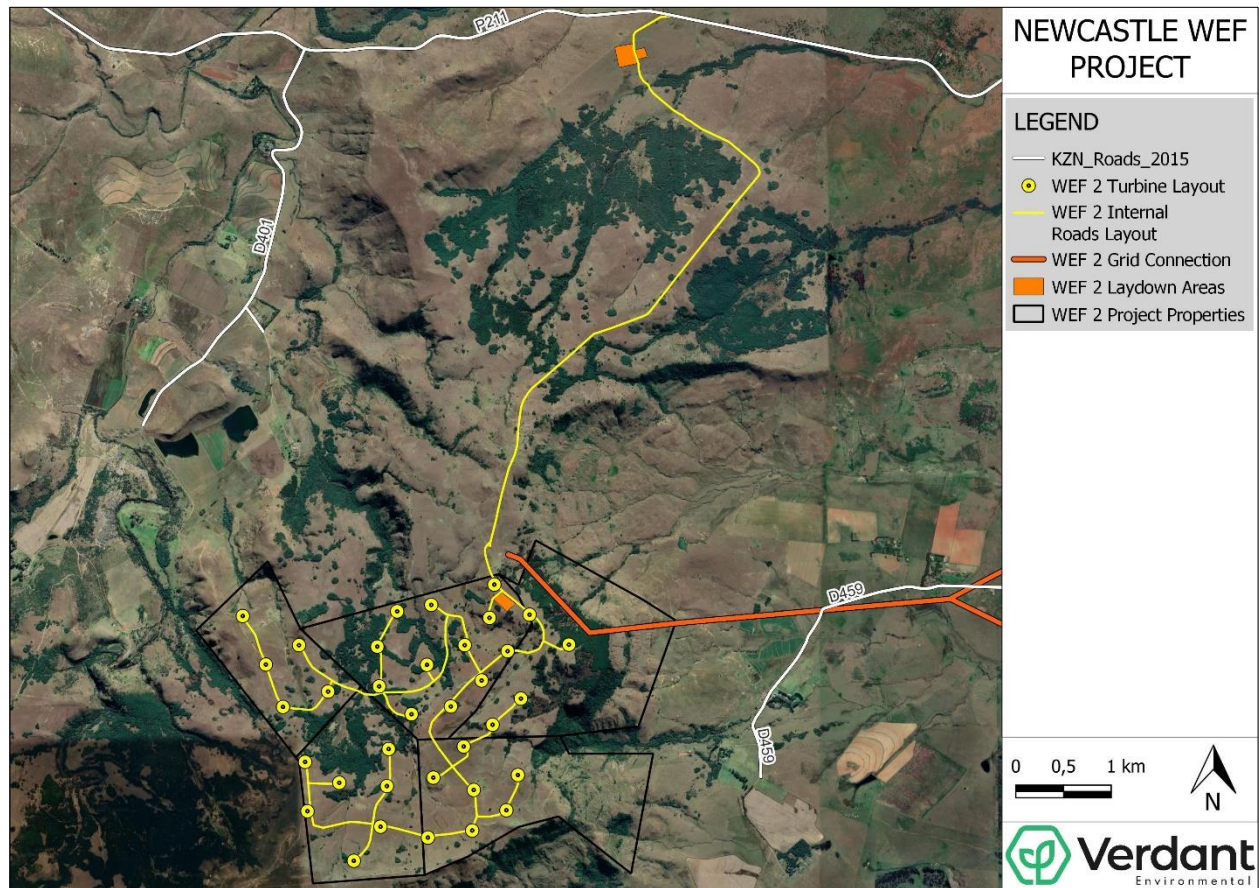 P211
D401
D459
D459
NEWCASTLE WEF
PROJECT
LEGEND
KZN_Roads_2015
WEF 2 Turbine Layout
WEF 2 Internal
Roads Layout
WEF 2 Grid Connection
WEF 2 Laydown Areas
WEF 2 Project Properties
0 0,5 1 km
N
Verdant
Environmental